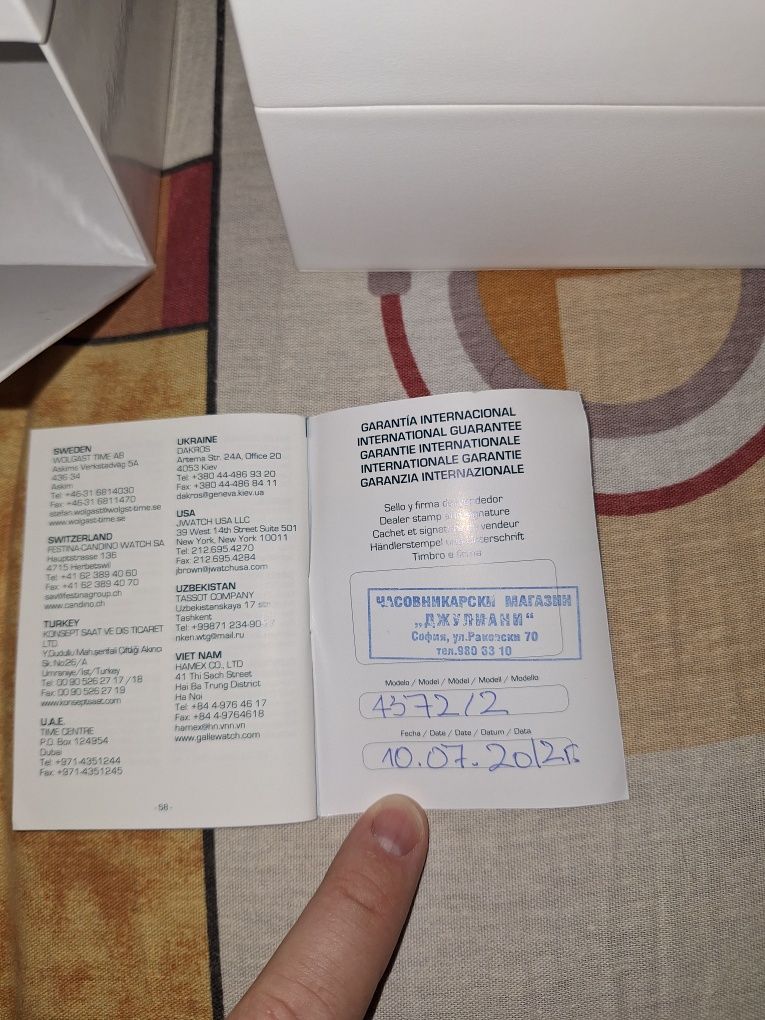 SWEDEN
WOLGAST TIME AB
Askims Verkstadväg 5A
436 34
Askim
Tel: +46-31 6814030
Fax: +46-31 6811470
stefan.wolgast@wolgst-time.se
www.wolgast-time.se
SWITZERLAND
FESTINA-CANDINO WATCH SA
Hauptstrasse 136
4715 Herbetswil
Tel: +41 62 389 40 60
Fax: +41 62 389 40 70
sav@festinagroup.ch
www.candino.ch
TURKEY
KONSEPT SAAT VE DIS TICARET
LTD.
Y.Dudullu Mah.şerifali Çiftliği Akıncı
Sk. No:26/A
Umraniye/Ist/Turkey
Tel: 00 90 526 27 17 / 18
Fax: 00 90 526 27 19
www.konseptsaat.com
U.A.E.
TIME CENTRE
P.O. Box 124954
Dubai
Tel: +971-4351244
Fax: +971-4351245
UKRAINE
DAKROS
Artema Str. 24A, Office 20
4053 Kiev
Tel: +380 44-486 93 20
Fax: +380 44-486 84 11
dakros@geneva.kiev.ua
USA
JWATCH USA LLC
39 West 14th Street Suite 501
New York, New York 10011
Tel: 212.695.4270
Fax: 212.695.4284
jbrown@jwatchusa.com
UZBEKISTAN
TASSOT COMPANY
Uzbekistanskaya 17
Tashkent
Tel: +99871
nken.wtg@mail.ru
VIET NAM
HAMEX CO., LTD
41 Thi Sach Street
Hai Ba Trung District
Ha Noi
Tel: +84 4-976 46 17
Fax: +84 4-9764618
hamex@hn.vnn.vn
www.gallewatch.com
- 56 -
GARANTÍA INTERNACIONAL
INTERNATIONAL GUARANTEE
GARANTIE INTERNATIONALE
INTERNATIONALE GARANTIE
GARANZIA INTERNAZIONALE
Sello y firma del vendedor
Dealer stamp and signature
Cachet et signature du vendeur
Händlerstempel und Unterschrift
Timbro e firma
ЧАСОВНИКАРСКИ МАГАЗИН
„ДЖУЛИАНИ“
София, ул.Раковски 70
тел.980 33 10
Modelo / Model / Modèl / Modell / Modello
4372/2
Fecha / Date / Date / Datum / Data
10.07.2012г.